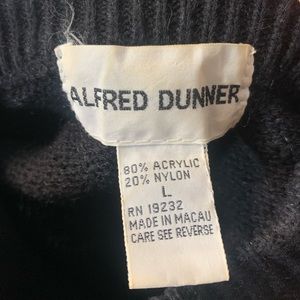 ALFRED DUNNER
80% ACRYLIC
20% NYLON
L
RN 19232
MADE IN MACAU
CARE SEE REVERSE